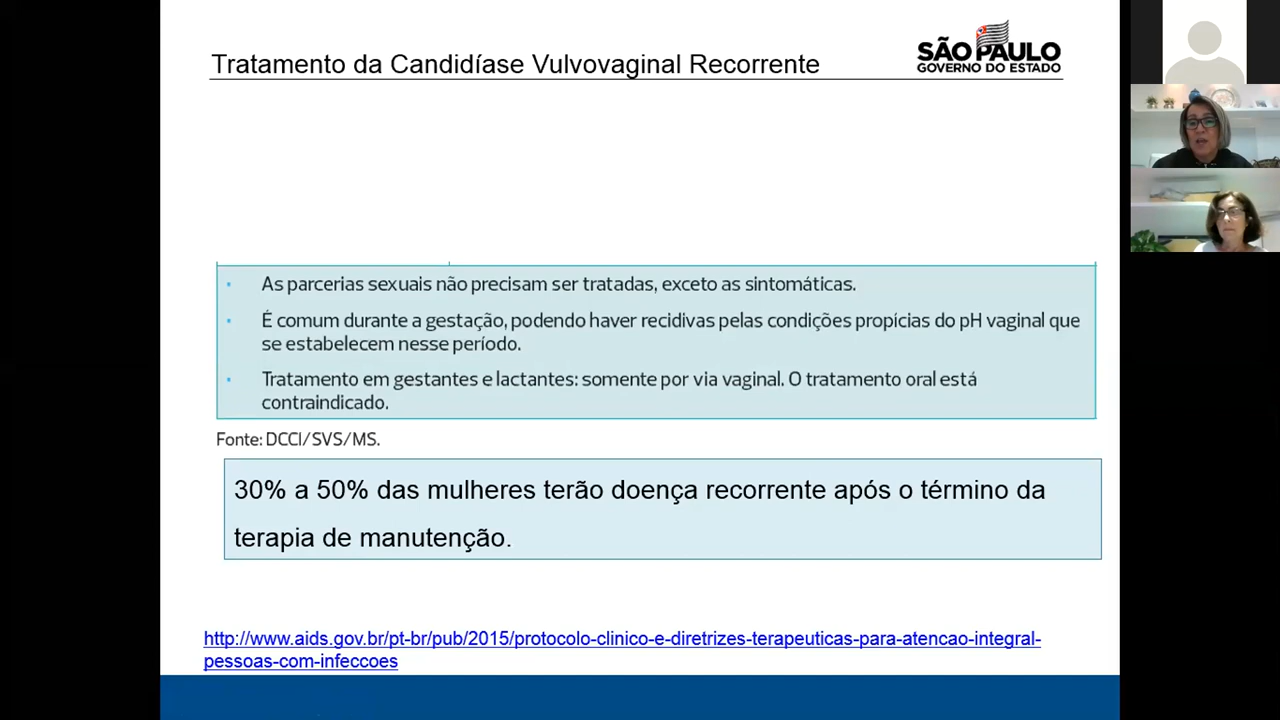 Tratamento da Candidíase Vulvovaginal Recorrente
SÃO PAULO
GOVERNO DO ESTADO
• As parcerias sexuais não precisam ser tratadas, exceto as sintomáticas.
• É comum durante a gestação, podendo haver recidivas pelas condições propícias do pH vaginal que
se estabelecem nesse período.
• Tratamento em gestantes e lactantes: somente por via vaginal. O tratamento oral está
contraindicado.
Fonte: DCCI/SVS/MS.
30% a 50% das mulheres terão doença recorrente após o término da
terapia de manutenção.
http://www.aids.gov.br/pt-br/pub/2015/protocolo-clinico-e-diretrizes-terapeuticas-para-atencao-integral-
pessoas-com-infeccoes